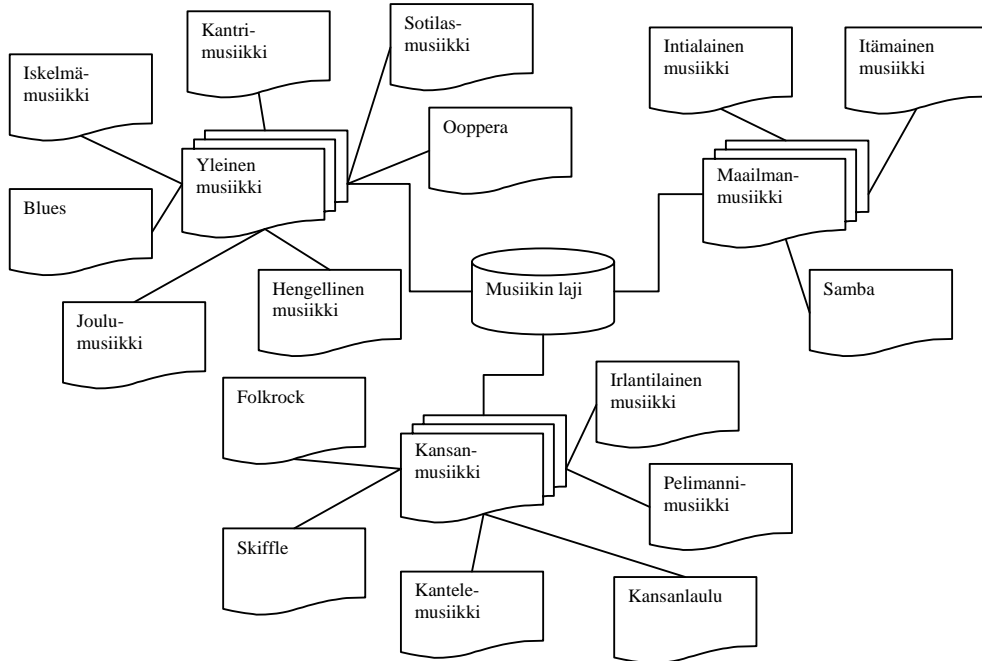 Kantri-
musiikki
Sotilas-
musiikki
Iskelmä-
musiikki
Ooppera
Yleinen
musiikki
Blues
Joulu-
musiikki
Hengellinen
musiikki
Intialainen
musiikki
Itämainen
musiikki
Maailman-
musiikki
Samba
Musiikin laji
Folkrock
Irlantilainen
musiikki
Kansan-
musiikki
Pelimanni-
musiikki
Skiffle
Kantele-
musiikki
Kansanlaulu